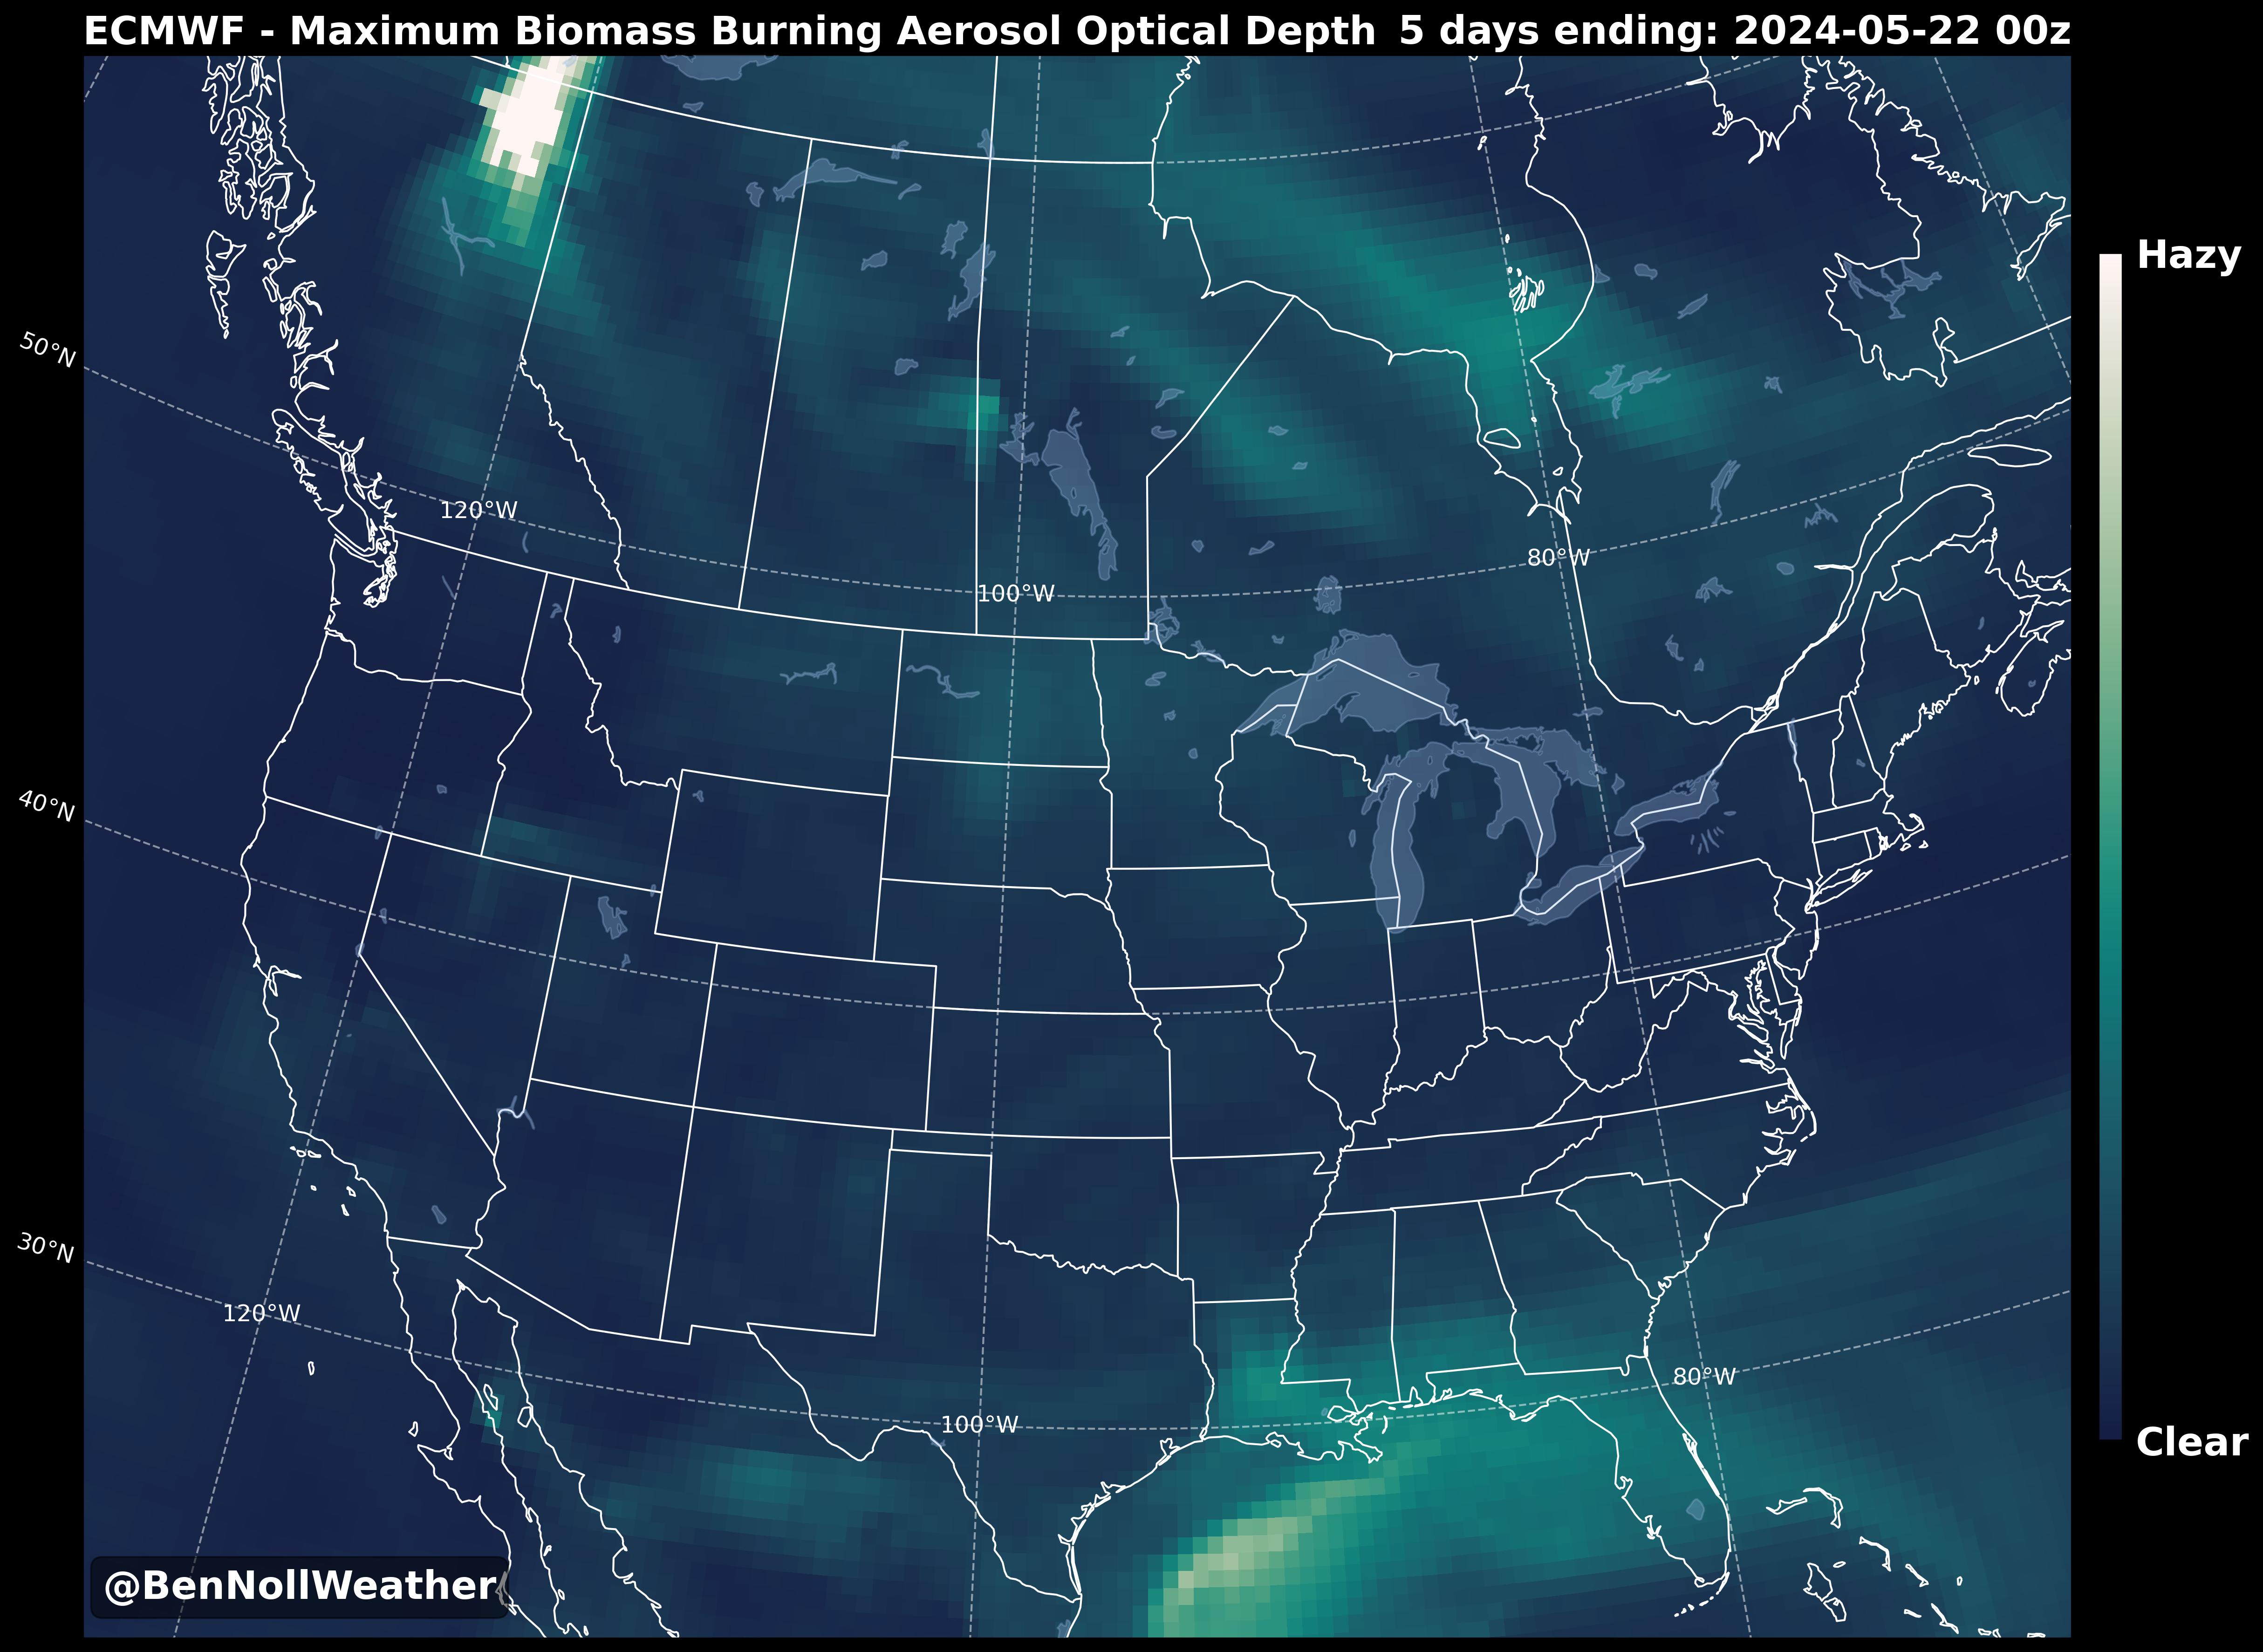 ECMWF - Maximum Biomass Burning Aerosol Optical Depth 5 days ending: 2024-05-22 00z
Hazy
50°N
120°W
80°W
100°W
40°N
30°N
120°W
80°W
100°W
Clear
@BenNollWeather